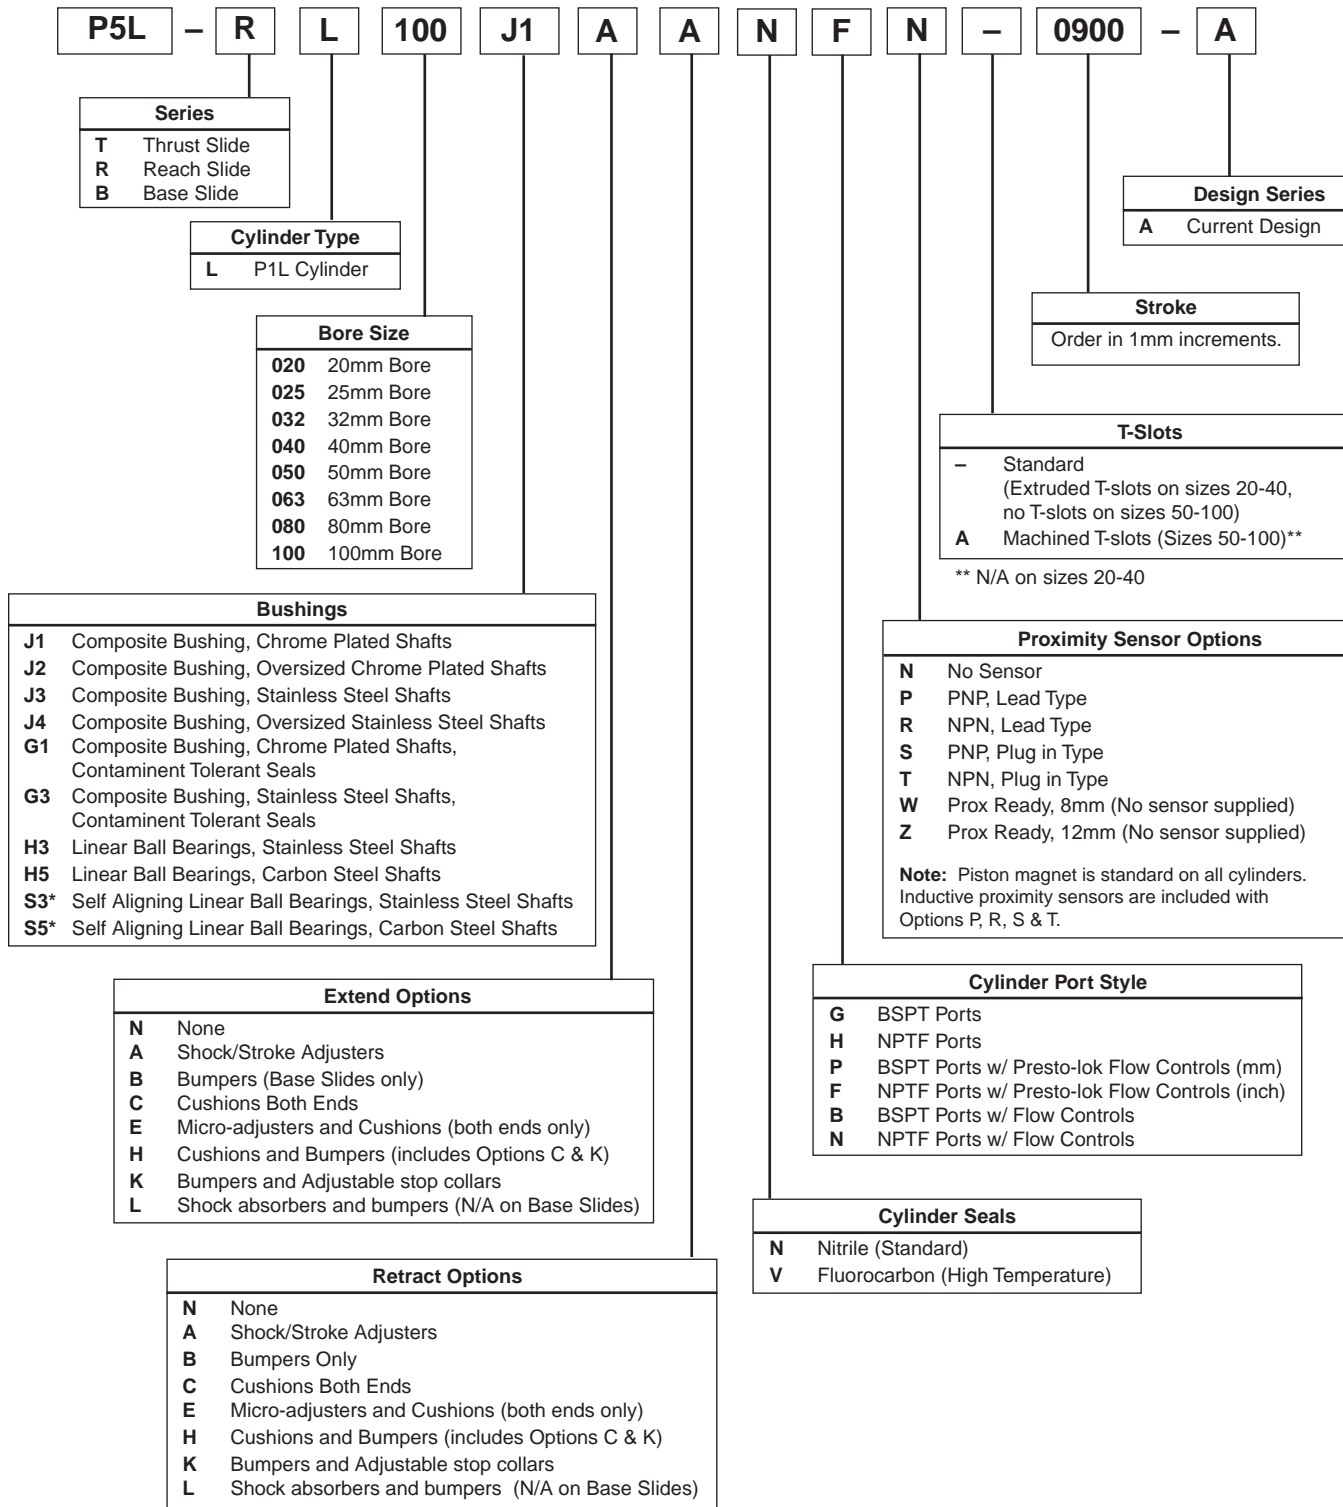 P5L – R L 100 J1 A A N F N – 0900 – A
Series
T Thrust Slide
R Reach Slide
B Base Slide
Design Series
A Current Design
Cylinder Type
L P1L Cylinder
Stroke
Order in 1mm increments.
Bore Size
020 20mm Bore
025 25mm Bore
032 32mm Bore
040 40mm Bore
050 50mm Bore
063 63mm Bore
080 80mm Bore
100 100mm Bore
T-Slots
– Standard
(Extruded T-slots on sizes 20-40,
no T-slots on sizes 50-100)
A Machined T-slots (Sizes 50-100)**
** N/A on sizes 20-40
Bushings
J1 Composite Bushing, Chrome Plated Shafts
J2 Composite Bushing, Oversized Chrome Plated Shafts
J3 Composite Bushing, Stainless Steel Shafts
J4 Composite Bushing, Oversized Stainless Steel Shafts
G1 Composite Bushing, Chrome Plated Shafts,
Contaminent Tolerant Seals
G3 Composite Bushing, Stainless Steel Shafts,
Contaminent Tolerant Seals
H3 Linear Ball Bearings, Stainless Steel Shafts
H5 Linear Ball Bearings, Carbon Steel Shafts
S3* Self Aligning Linear Ball Bearings, Stainless Steel Shafts
S5* Self Aligning Linear Ball Bearings, Carbon Steel Shafts
Proximity Sensor Options
N No Sensor
P PNP, Lead Type
R NPN, Lead Type
S PNP, Plug in Type
T NPN, Plug in Type
W Prox Ready, 8mm (No sensor supplied)
Z Prox Ready, 12mm (No sensor supplied)
Note: Piston magnet is standard on all cylinders.
Inductive proximity sensors are included with
Options P, R, S & T.
Extend Options
N None
A Shock/Stroke Adjusters
B Bumpers (Base Slides only)
C Cushions Both Ends
E Micro-adjusters and Cushions (both ends only)
H Cushions and Bumpers (includes Options C & K)
K Bumpers and Adjustable stop collars
L Shock absorbers and bumpers (N/A on Base Slides)
Cylinder Port Style
G BSPT Ports
H NPTF Ports
P BSPT Ports w/ Presto-lok Flow Controls (mm)
F NPTF Ports w/ Presto-lok Flow Controls (inch)
B BSPT Ports w/ Flow Controls
N NPTF Ports w/ Flow Controls
Cylinder Seals
N Nitrile (Standard)
V Fluorocarbon (High Temperature)
Retract Options
N None
A Shock/Stroke Adjusters
B Bumpers Only
C Cushions Both Ends
E Micro-adjusters and Cushions (both ends only)
H Cushions and Bumpers (includes Options C & K)
K Bumpers and Adjustable stop collars
L Shock absorbers and bumpers (N/A on Base Slides)